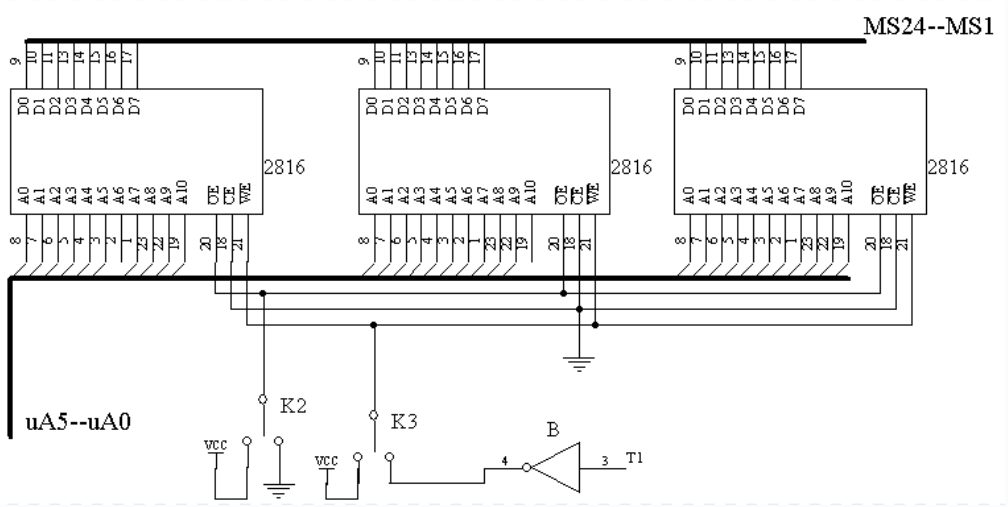 MS24--MS1
9 10 11 13 14 15 16 17
9 10 11 13 14 15 16 17
9 10 11 13 14 15 16 17
D0 D1 D2 D3 D4 D5 D6 D7
D0 D1 D2 D3 D4 D5 D6 D7
D0 D1 D2 D3 D4 D5 D6 D7
2816
2816
2816
A0 A1 A2 A3 A4 A5 A6 A7 A8 A9 A10 OE CE WE
A0 A1 A2 A3 A4 A5 A6 A7 A8 A9 A10 OE CE WE
A0 A1 A2 A3 A4 A5 A6 A7 A8 A9 A10 OE CE WE
8 7 6 5 4 3 2 1 23 22 19 20 18 21
8 7 6 5 4 3 2 1 23 22 19 20 18 21
8 7 6 5 4 3 2 1 23 22 19 20 18 21
uA5--uA0
K2
K3
VCC
VCC
B
4
3
T1